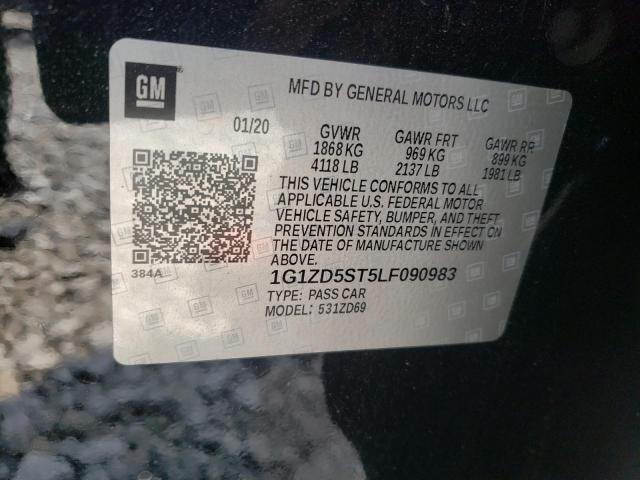 GM
MFD BY GENERAL MOTORS LLC
01/20 GVWR GAWR FRT GAWR RR
1868 KG 969 KG 899 KG
4118 LB 2137 LB 1981 LB
THIS VEHICLE CONFORMS TO ALL
APPLICABLE U.S. FEDERAL MOTOR
VEHICLE SAFETY, BUMPER, AND THEFT
PREVENTION STANDARDS IN EFFECT ON
THE DATE OF MANUFACTURE SHOWN
ABOVE.
384A
1G1ZD5ST5LF090983
TYPE: PASS CAR
MODEL: 531ZD69